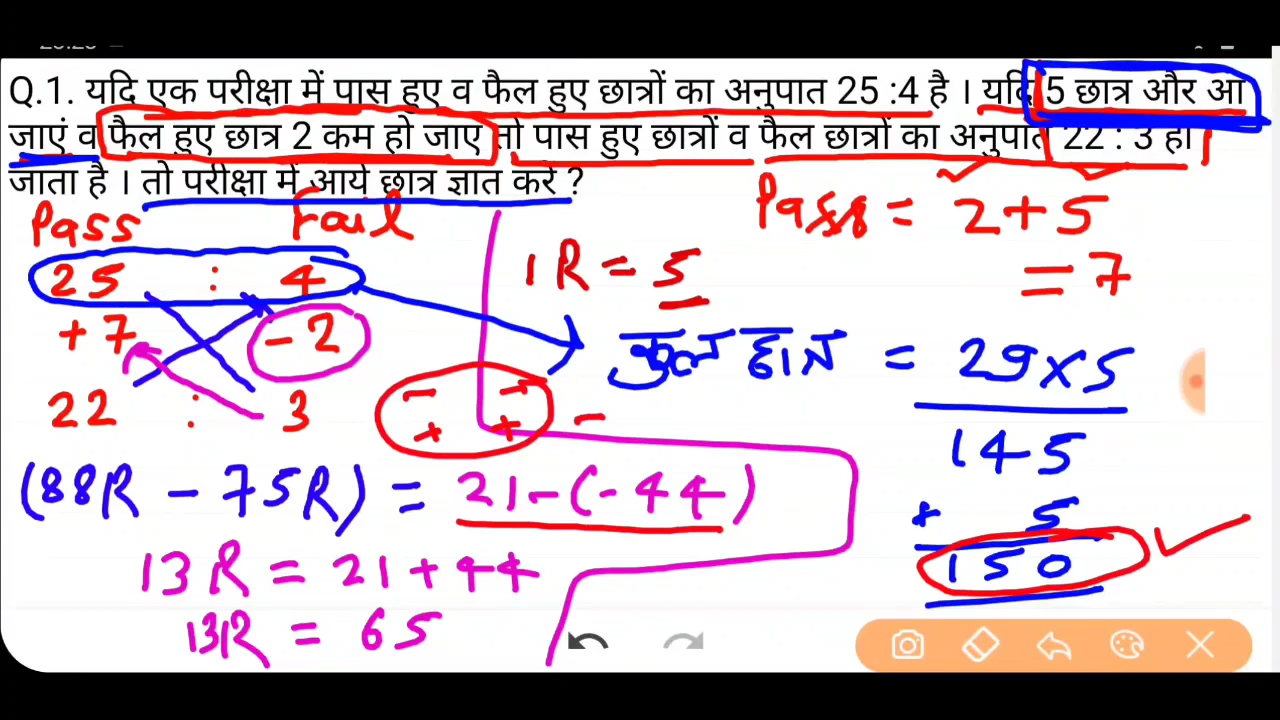 Q.1. यदि एक परीक्षा में पास हुए व फैल हुए छात्रों का अनुपात 25 :4 है । यदि 5 छात्र और आ
जाएं व फैल हुए छात्र 2 कम हो जाए तो पास हुए छात्रों व फैल छात्रों का अनुपात 22 : 3 हो
जाता है । तो परीक्षा में आये छात्र ज्ञात करें ?
Pass Fail
25 : 4
+7 -2
22 : 3
(88R - 75R) = 21-(-44)
13R = 21+44
13R = 65
1R = 5
- -
+ + -
Pass = 2+5
= 7
= 29x5
145
+ 5
150